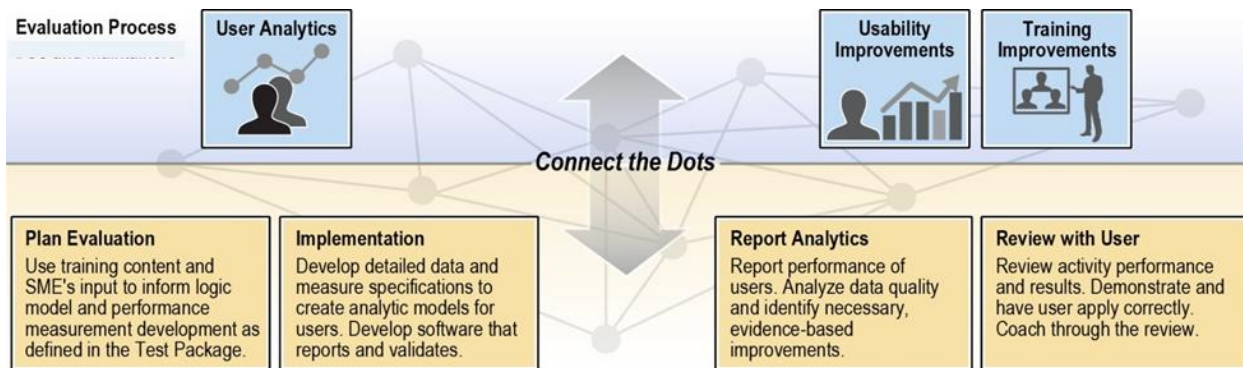 Evaluation Process
User Analytics
Usability
Improvements
Training
Improvements
Connect the Dots
Plan Evaluation
Use training content and
SME's input to inform logic
model and performance
measurement development as
defined in the Test Package.
Implementation
Develop detailed data and
measure specifications to
create analytic models for
users. Develop software that
reports and validates.
Report Analytics
Report performance of
users. Analyze data quality
and identify necessary,
evidence-based
improvements.
Review with User
Review activity performance
and results. Demonstrate and
have user apply correctly.
Coach through the review.